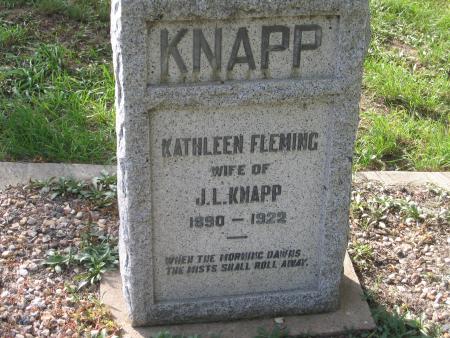 KNAPP
KATHLEEN FLEMING
WIFE OF
J.L.KNAPP
1890 — 1922
WHEN THE MORNING DAWNS
THE MISTS SHALL ROLL AWAY.